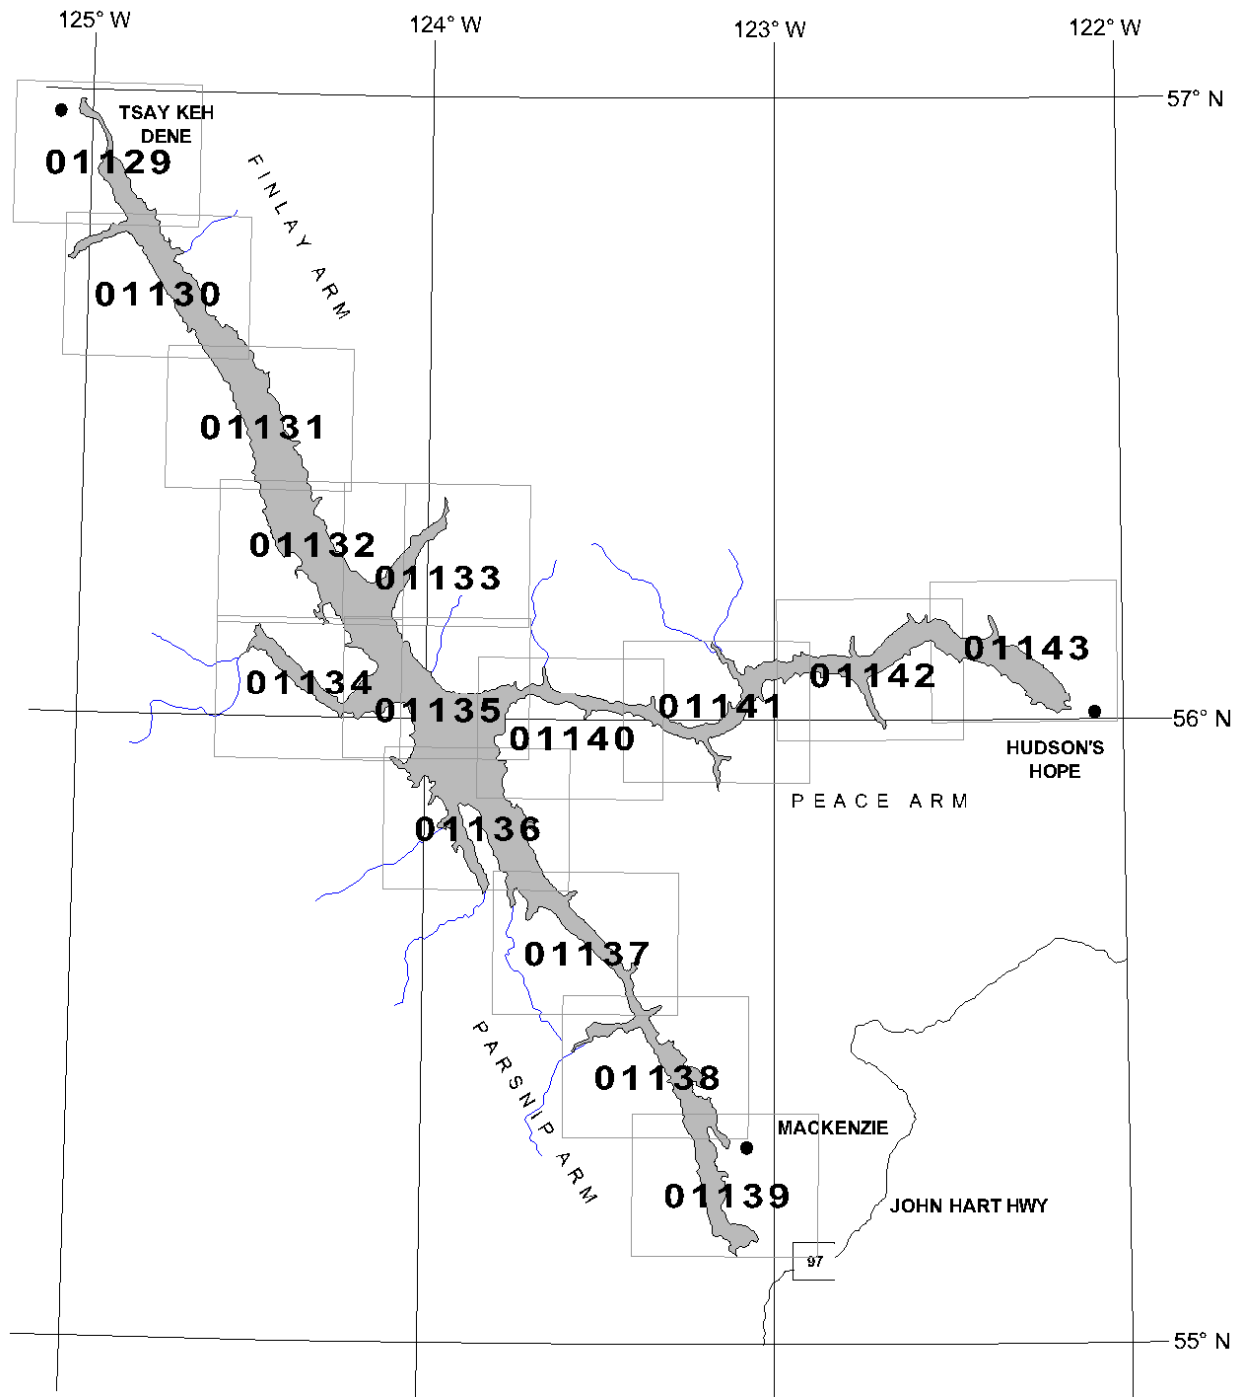 125° W
124° W
123° W
122° W
57° N
TSAY KEH
DENE
01129
FINLAY ARM
01130
01131
01132
01133
01134
01135
01140
01141
01142
01143
56° N
HUDSON'S
HOPE
PEACE ARM
01136
01137
PARSNIP ARM
01138
MACKENZIE
01139
JOHN HART HWY
97
55° N